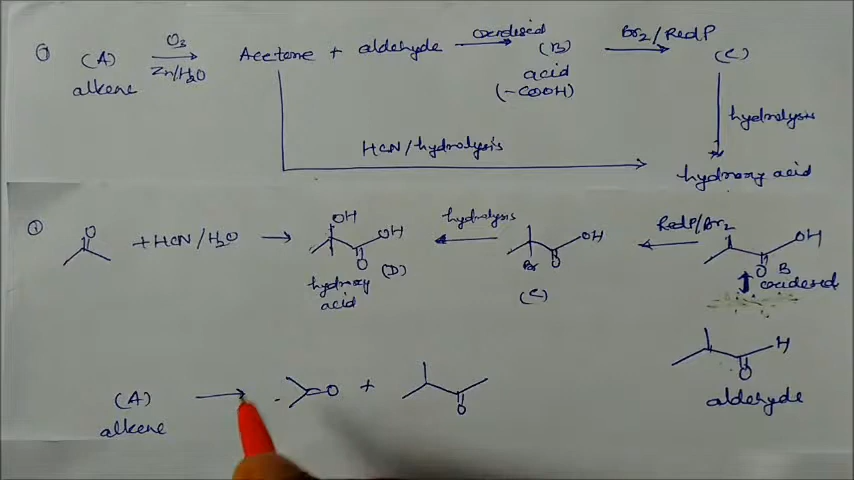 (A) O3 Zn/H2O Acetone + aldehyde oxidised (B) Br2/Red P (C)
alkene acid
(-COOH)
hydrolysis
HCN/hydrolysis
hydroxy acid
① O + HCN/H2O OH OH O (D) hydrolysis OH Br O Red P/Br2 OH O B
hydroxy acid
(C)
oxidised
H O
(A) O + O
alkene
aldehyde